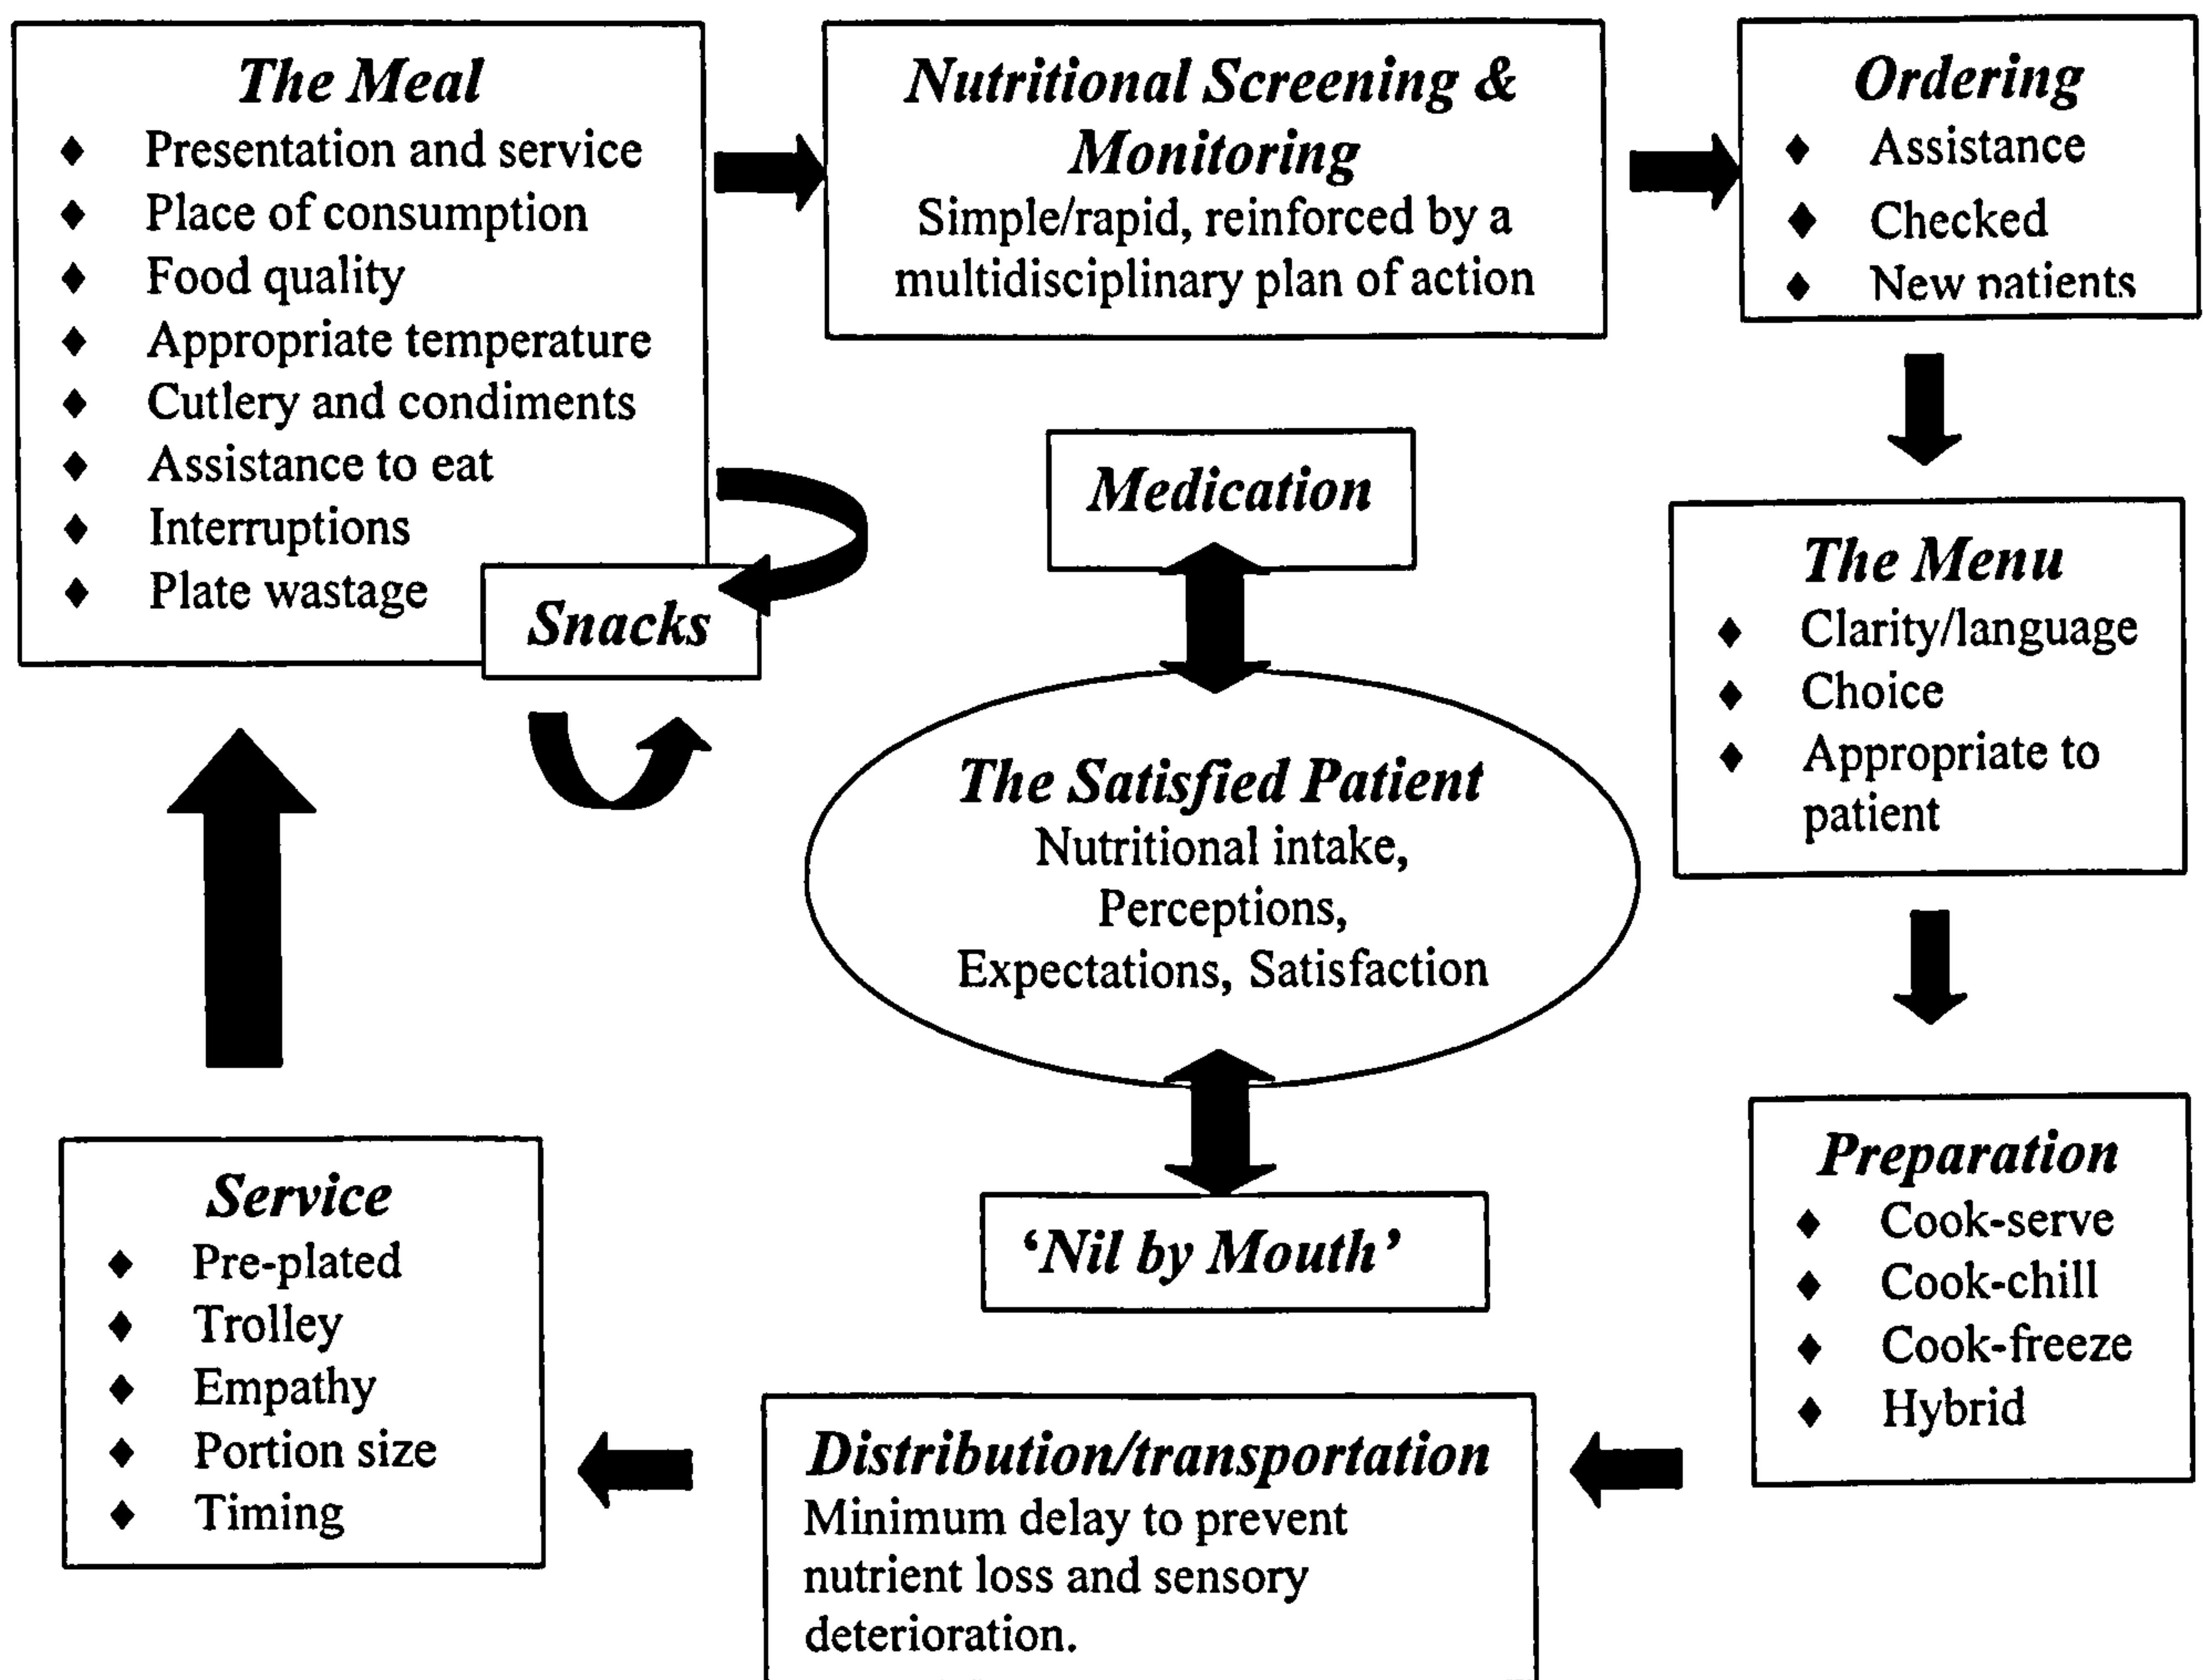 The Meal
♦ Presentation and service
♦ Place of consumption
♦ Food quality
♦ Appropriate temperature
♦ Cutlery and condiments
♦ Assistance to eat
♦ Interruptions
♦ Plate wastage
Snacks
Nutritional Screening &
Monitoring
Simple/rapid, reinforced by a
multidisciplinary plan of action
Ordering
♦ Assistance
♦ Checked
♦ New patients
Medication
The Menu
♦ Clarity/language
♦ Choice
♦ Appropriate to
patient
The Satisfied Patient
Nutritional intake,
Perceptions,
Expectations, Satisfaction
Preparation
♦ Cook-serve
♦ Cook-chill
♦ Cook-freeze
♦ Hybrid
‘Nil by Mouth’
Distribution/transportation
Minimum delay to prevent
nutrient loss and sensory
deterioration.
Service
♦ Pre-plated
♦ Trolley
♦ Empathy
♦ Portion size
♦ Timing